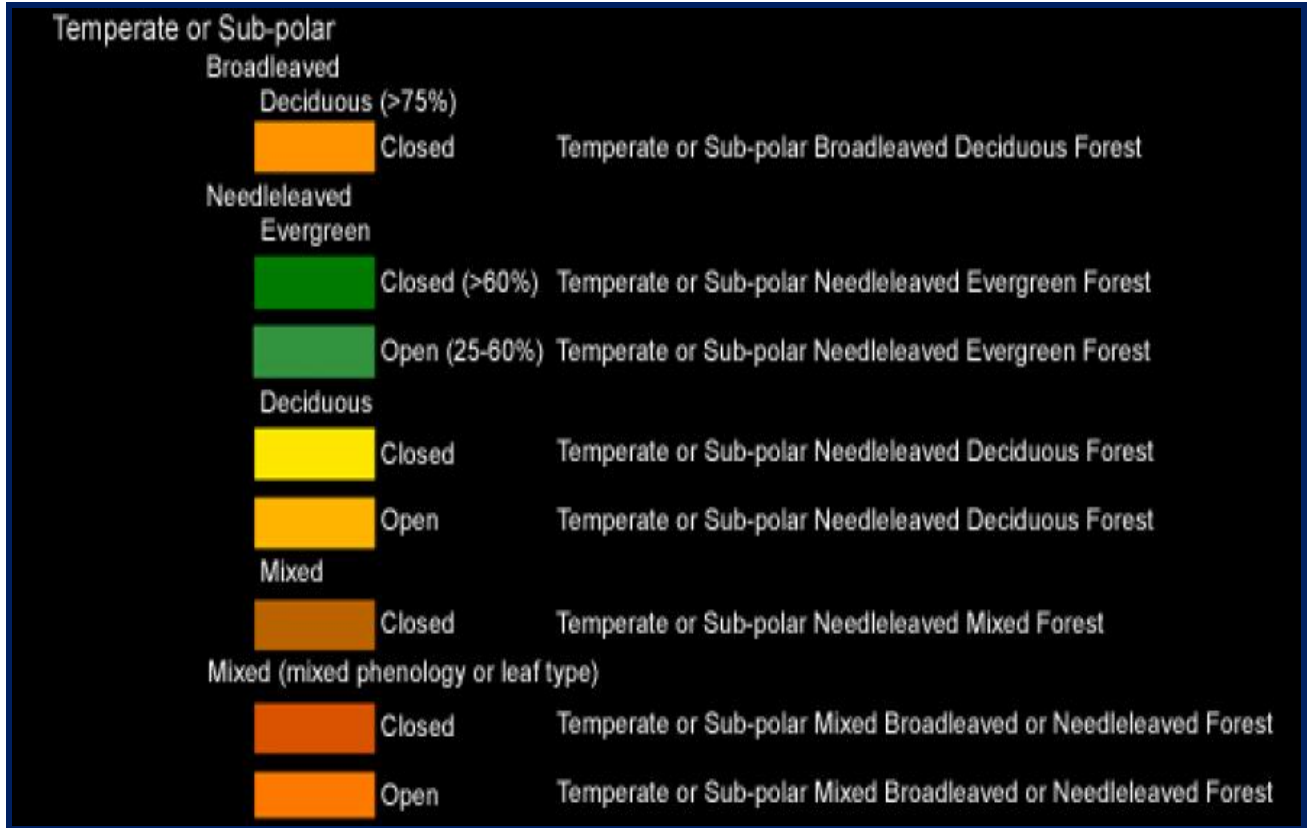 Temperate or Sub-polar
Broadleaved
Deciduous (>75%)
Closed Temperate or Sub-polar Broadleaved Deciduous Forest
Needleleaved
Evergreen
Closed (>60%) Temperate or Sub-polar Needleleaved Evergreen Forest
Open (25-60%) Temperate or Sub-polar Needleleaved Evergreen Forest
Deciduous
Closed Temperate or Sub-polar Needleleaved Deciduous Forest
Open Temperate or Sub-polar Needleleaved Deciduous Forest
Mixed
Closed Temperate or Sub-polar Needleleaved Mixed Forest
Mixed (mixed phenology or leaf type)
Closed Temperate or Sub-polar Mixed Broadleaved or Needleleaved Forest
Open Temperate or Sub-polar Mixed Broadleaved or Needleleaved Forest